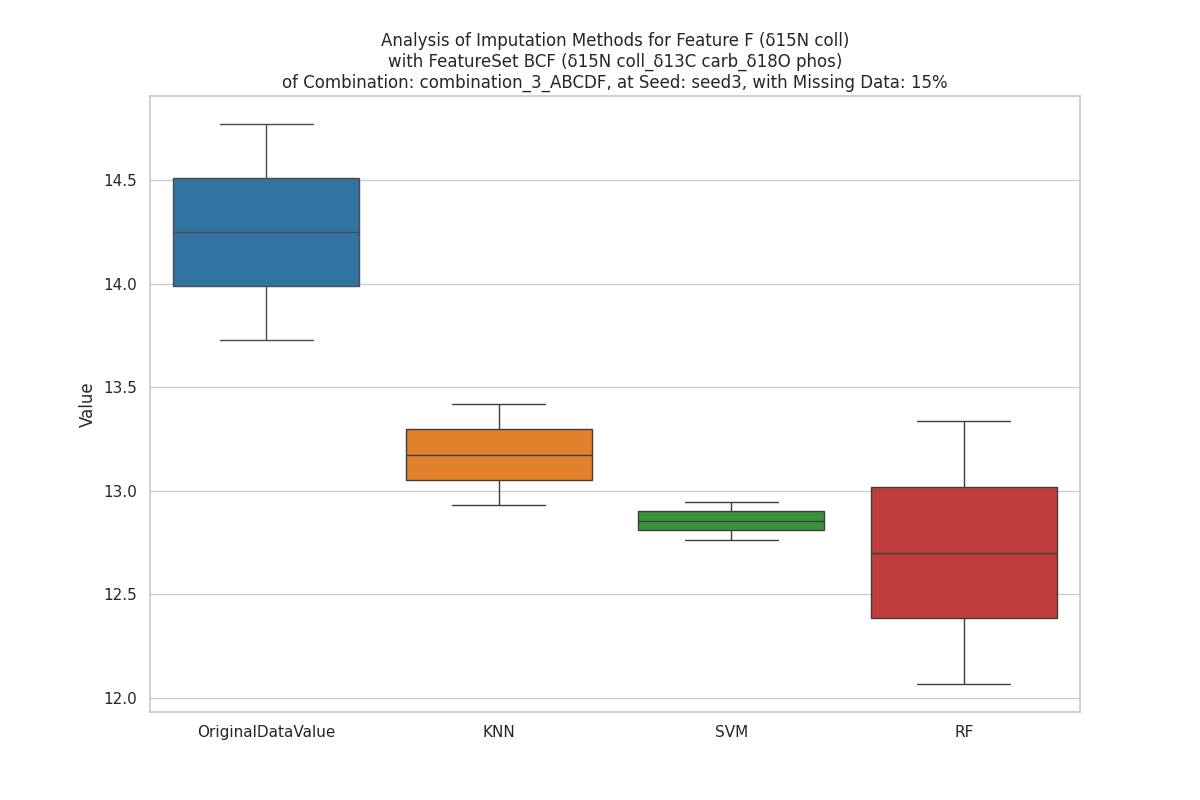 Analysis of Imputation Methods for Feature F (δ15N coll)
with FeatureSet BCF (δ15N coll_δ13C carb_δ18O phos)
of Combination: combination_3_ABCDF, at Seed: seed3, with Missing Data: 15%
Value
14.5
14.0
13.5
13.0
12.5
12.0
OriginalDataValue
KNN
SVM
RF